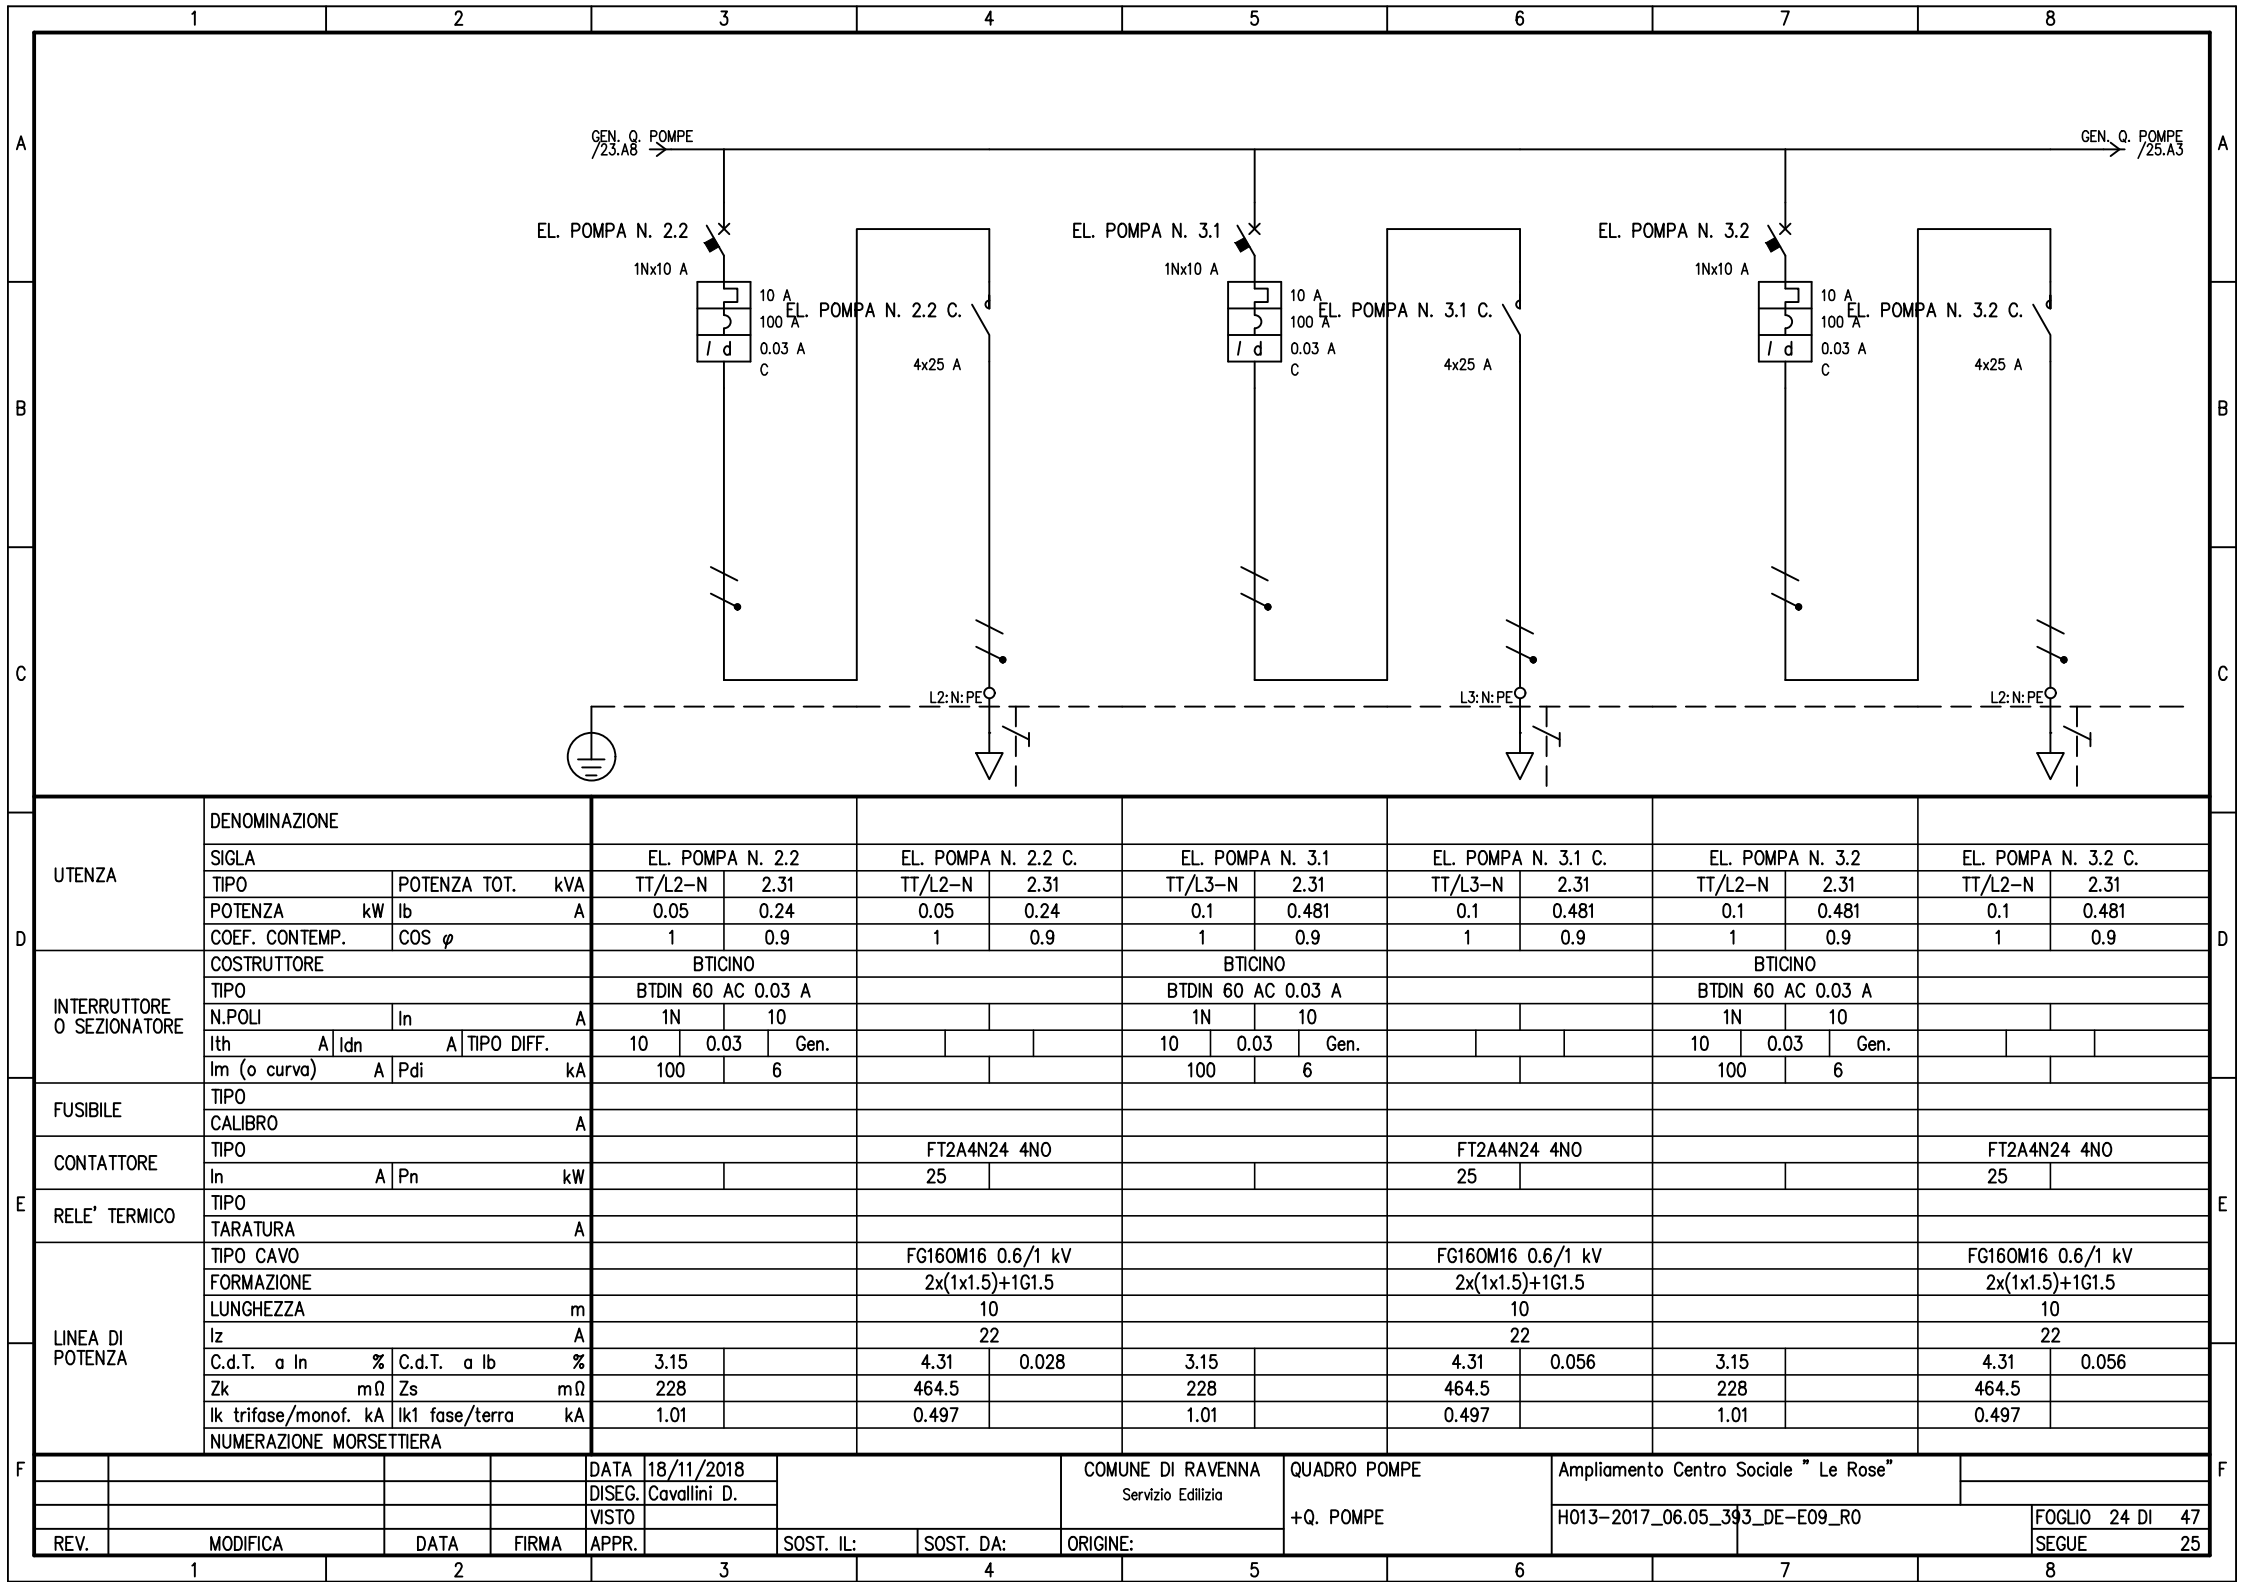 1 2 3 4 5 6 7 8
A A
GEN. Q. POMPE
/23.A8
GEN. Q. POMPE
/25.A3
EL. POMPA N. 2.2
1Nx10 A
10 A
100 A
I d 0.03 A
C
EL. POMPA N. 2.2 C.
4x25 A
EL. POMPA N. 3.1
1Nx10 A
10 A
100 A
I d 0.03 A
C
EL. POMPA N. 3.1 C.
4x25 A
EL. POMPA N. 3.2
1Nx10 A
10 A
100 A
I d 0.03 A
C
EL. POMPA N. 3.2 C.
4x25 A
B B
C C
L2:N:PE L3:N:PE L2:N:PE
UTENZA
DENOMINAZIONE
SIGLA EL. POMPA N. 2.2 EL. POMPA N. 2.2 C. EL. POMPA N. 3.1 EL. POMPA N. 3.1 C. EL. POMPA N. 3.2 EL. POMPA N. 3.2 C.
TIPO POTENZA TOT. kVA TT/L2-N 2.31 TT/L2-N 2.31 TT/L3-N 2.31 TT/L3-N 2.31 TT/L2-N 2.31 TT/L2-N 2.31
POTENZA kW Ib A 0.05 0.24 0.05 0.24 0.1 0.481 0.1 0.481 0.1 0.481 0.1 0.481
COEF. CONTEMP. COS φ 1 0.9 1 0.9 1 0.9 1 0.9 1 0.9 1 0.9
D D
INTERRUTTORE
O SEZIONATORE
COSTRUTTORE BTICINO BTICINO BTICINO
TIPO BTDIN 60 AC 0.03 A BTDIN 60 AC 0.03 A BTDIN 60 AC 0.03 A
N.POLI In A 1N 10 1N 10 1N 10
Ith A Idn A TIPO DIFF. 10 0.03 Gen. 10 0.03 Gen. 10 0.03 Gen.
Im (o curva) A Pdi kA 100 6 100 6 100 6
FUSIBILE
TIPO
CALIBRO A
CONTATTORE
TIPO FT2A4N24 4NO FT2A4N24 4NO FT2A4N24 4NO
In A Pn kW 25 25 25
E E
RELE' TERMICO
TIPO
TARATURA A
LINEA DI
POTENZA
TIPO CAVO FG16OM16 0.6/1 kV FG16OM16 0.6/1 kV FG16OM16 0.6/1 kV
FORMAZIONE 2x(1x1.5)+1G1.5 2x(1x1.5)+1G1.5 2x(1x1.5)+1G1.5
LUNGHEZZA m 10 10 10
Iz A 22 22 22
C.d.T. a In % C.d.T. a Ib % 3.15 4.31 0.028 3.15 4.31 0.056 3.15 4.31 0.056
Zk mΩ Zs mΩ 228 464.5 228 464.5 228 464.5
Ik trifase/monof. kA Ik1 fase/terra kA 1.01 0.497 1.01 0.497 1.01 0.497
NUMERAZIONE MORSETTIERA
F F
DATA 18/11/2018
DISEG. Cavallini D.
VISTO
REV. MODIFICA DATA FIRMA APPR. SOST. IL: SOST. DA: ORIGINE:
COMUNE DI RAVENNA
Servizio Edilizia
QUADRO POMPE
+Q. POMPE
Ampliamento Centro Sociale " Le Rose"
H013-2017_06.05_393_DE-E09_R0
FOGLIO 24 DI 47
SEGUE 25
1 2 3 4 5 6 7 8